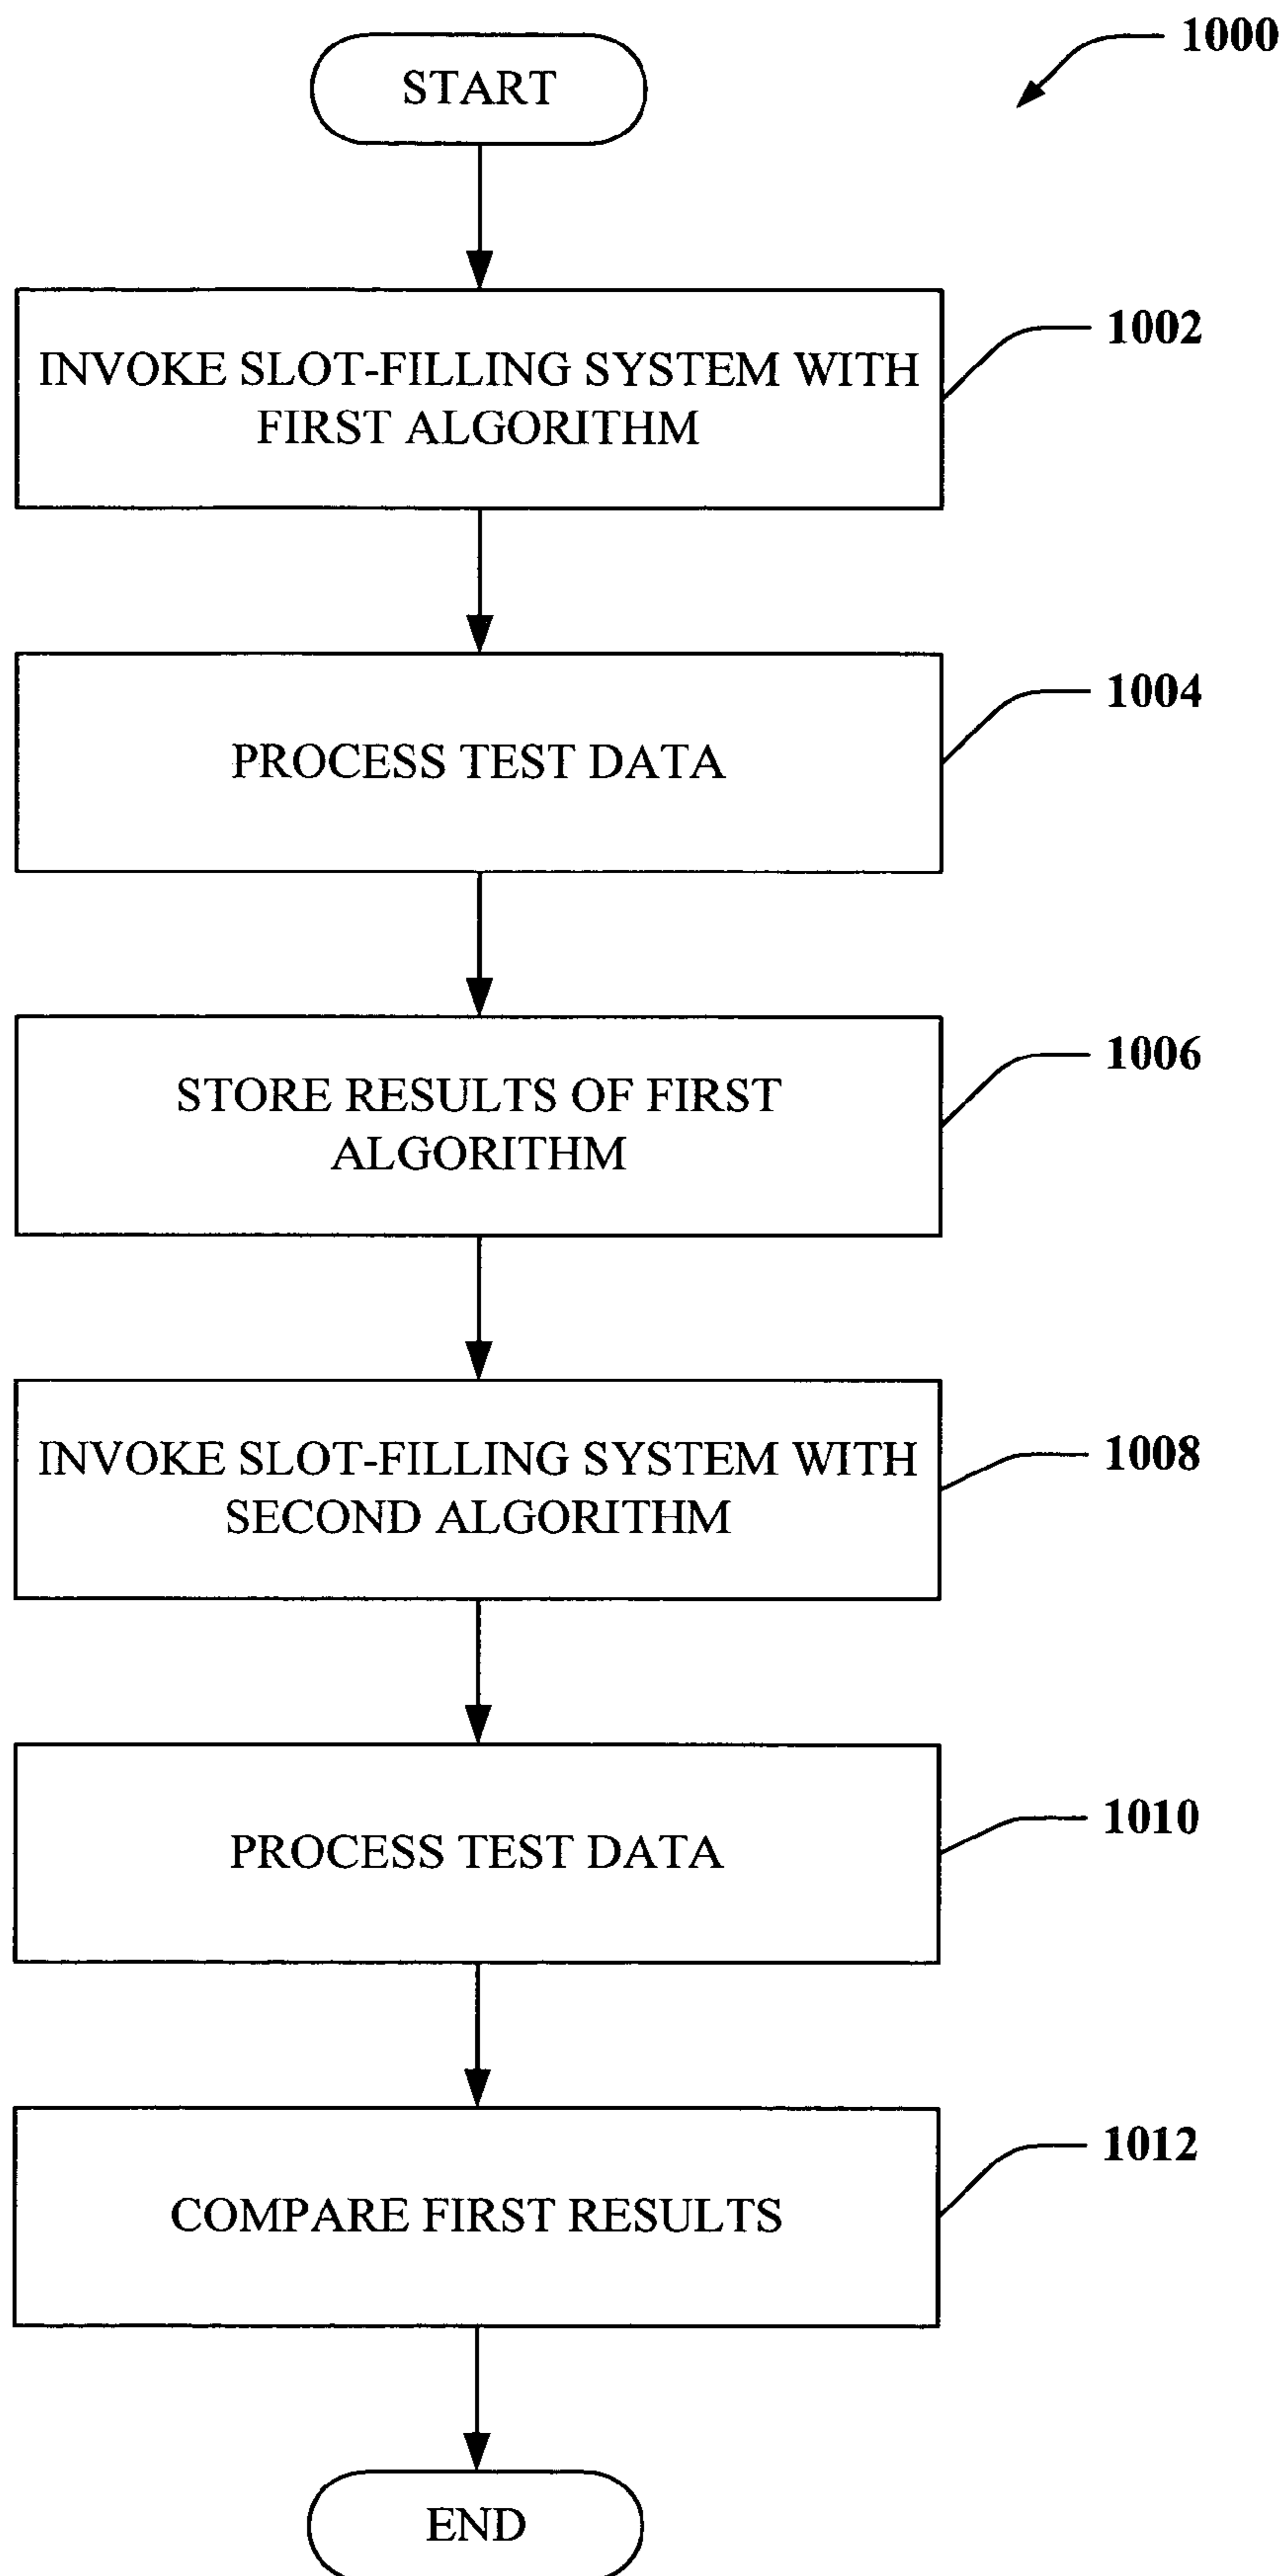 1000
START
INVOKE SLOT-FILLING SYSTEM WITH
FIRST ALGORITHM
1002
PROCESS TEST DATA
1004
STORE RESULTS OF FIRST
ALGORITHM
1006
INVOKE SLOT-FILLING SYSTEM WITH
SECOND ALGORITHM
1008
PROCESS TEST DATA
1010
COMPARE FIRST RESULTS
1012
END